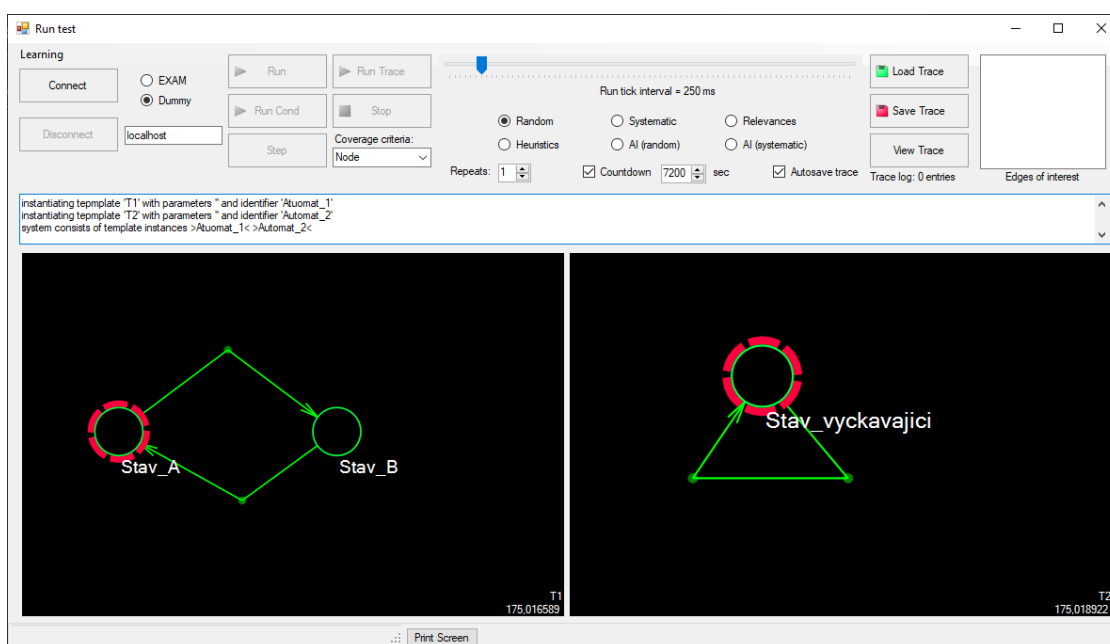 Run test
Learning
Connect
EXAM
Dummy
Disconnect
localhost
Run
Run Trace
Run Cond
Stop
Step
Coverage criteria:
Node
Run tick interval = 250 ms
Random
Systematic
Relevances
Heuristics
AI (random)
AI (systematic)
Repeats: 1
Countdown 7200 sec
Autosave trace
Load Trace
Save Trace
View Trace
Trace log: 0 entries
Edges of interest
instantiating tepmplate 'T1' with parameters '' and identifier 'Atuomat_1'
instantiating tepmplate 'T2' with parameters '' and identifier 'Automat_2'
system consists of template instances >Atuomat_1< >Automat_2<
Stav_A
Stav_B
T1
175,016589
Stav_vyckavajici
T2
175,018922
Print Screen